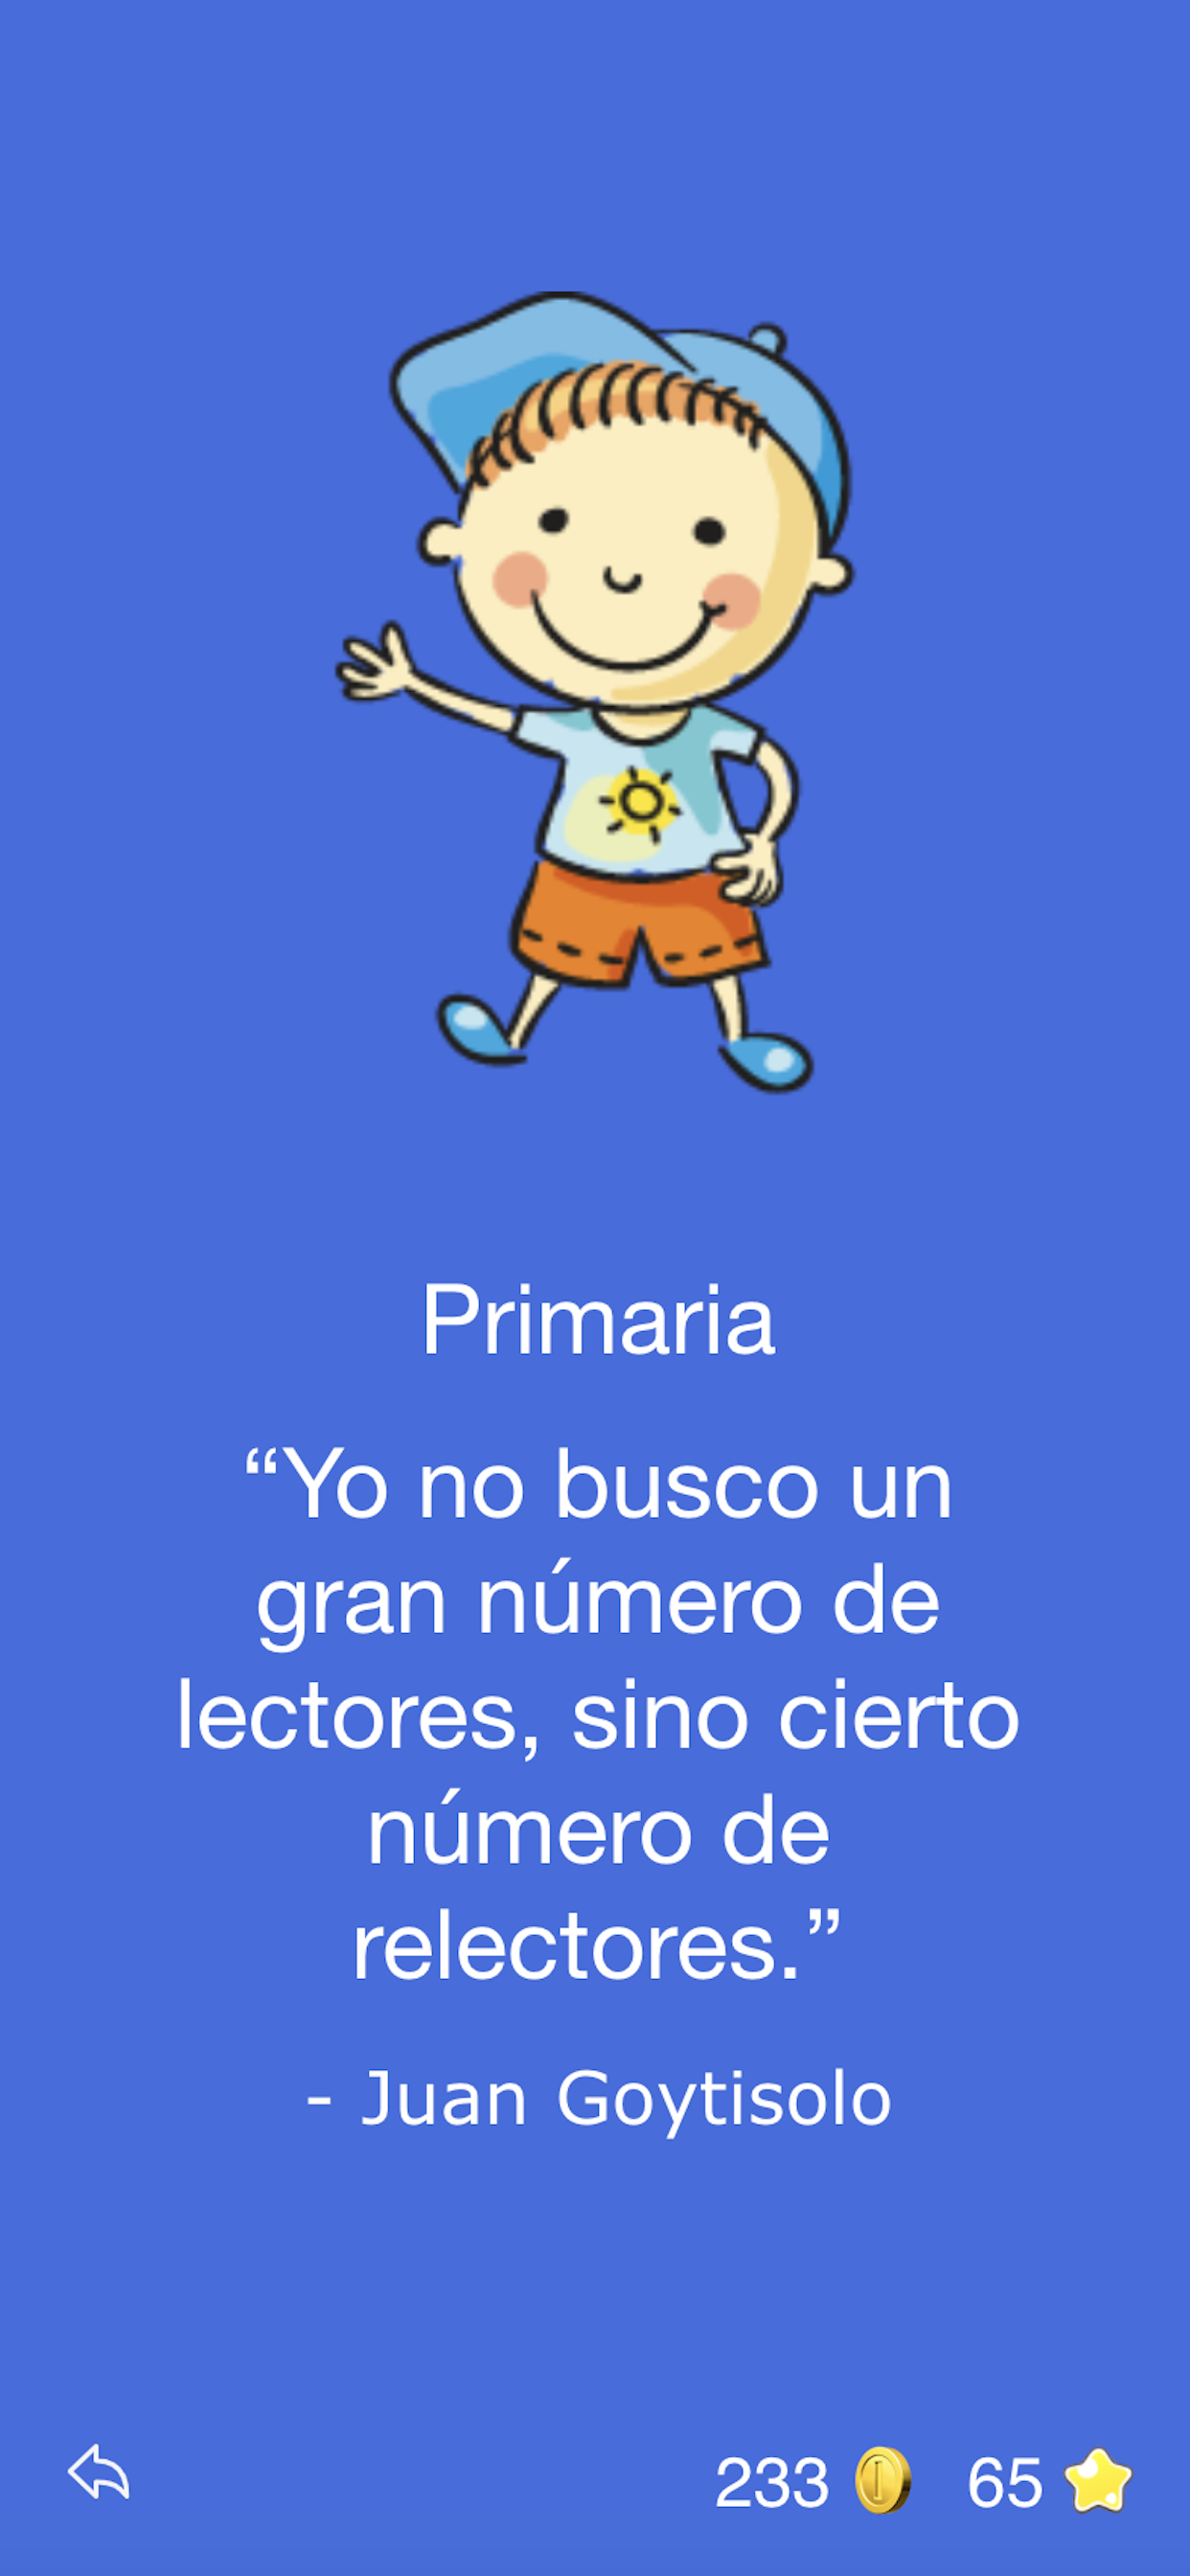 Primaria
“Yo no busco un
gran número de
lectores, sino cierto
número de
relectores.”
- Juan Goytisolo
233 65